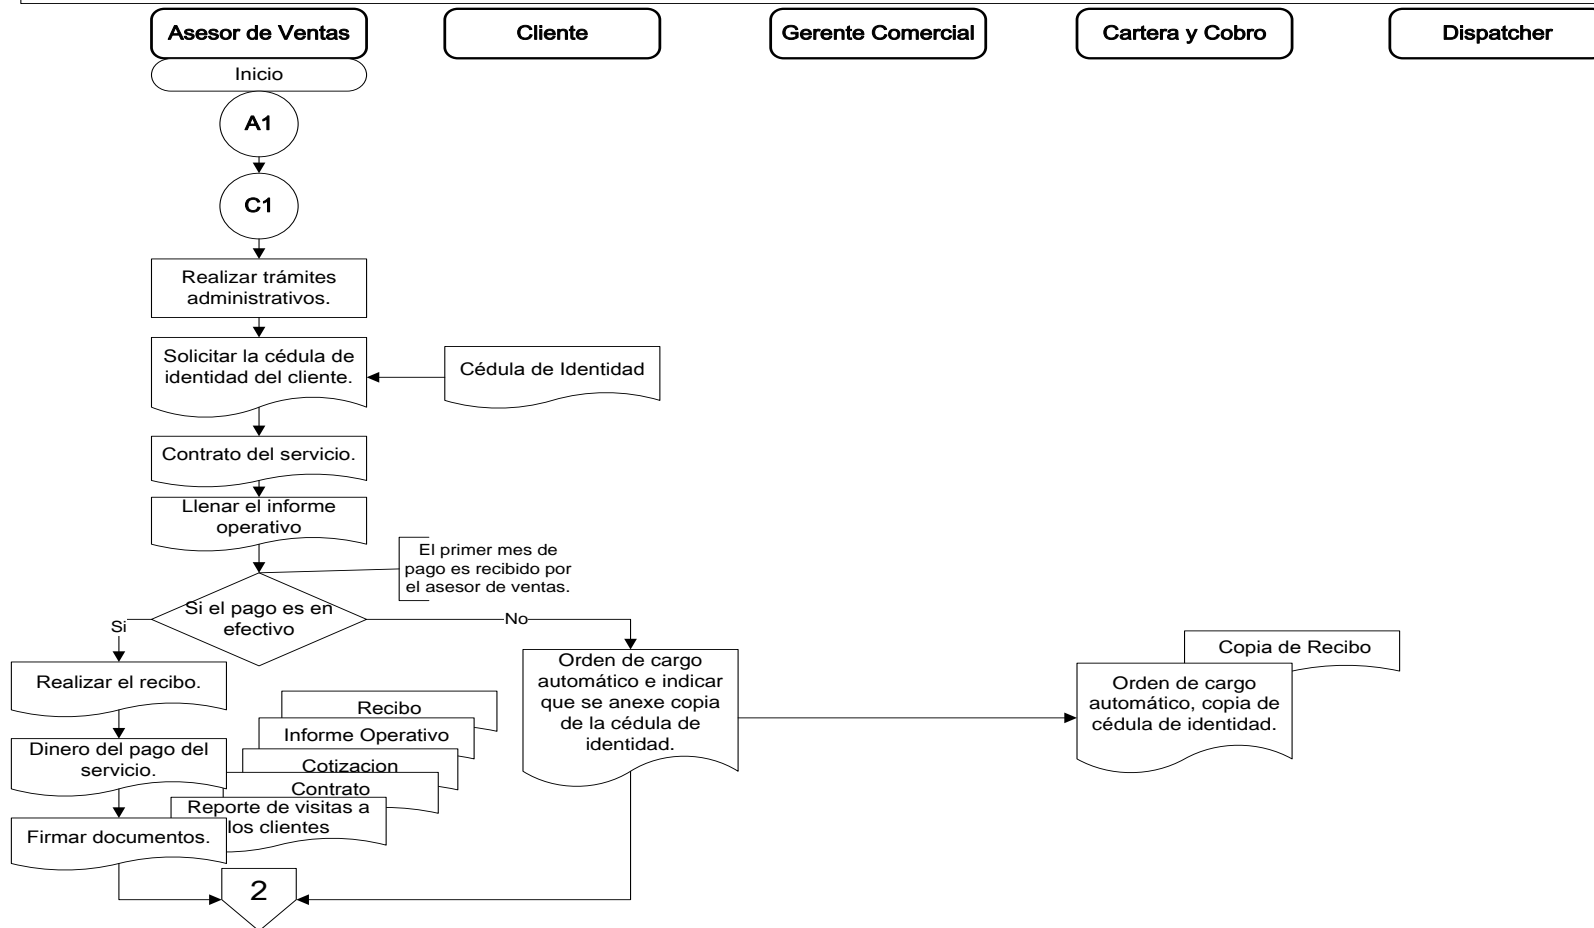 Asesor de Ventas
Cliente
Gerente Comercial
Cartera y Cobro
Dispatcher
Inicio
A1
C1
Realizar trámites
administrativos.
Solicitar la cédula de
identidad del cliente.
Cédula de Identidad
Contrato del servicio.
Llenar el informe
operativo
El primer mes de
pago es recibido por
el asesor de ventas.
Si el pago es en
efectivo
Si
No
Realizar el recibo.
Dinero del pago del
servicio.
Firmar documentos.
Recibo
Informe Operativo
Cotizacion
Contrato
Reporte de visitas a
los clientes
Orden de cargo
automático e indicar
que se anexe copia
de la cédula de
identidad.
Copia de Recibo
Orden de cargo
automático, copia de
cédula de identidad.
2